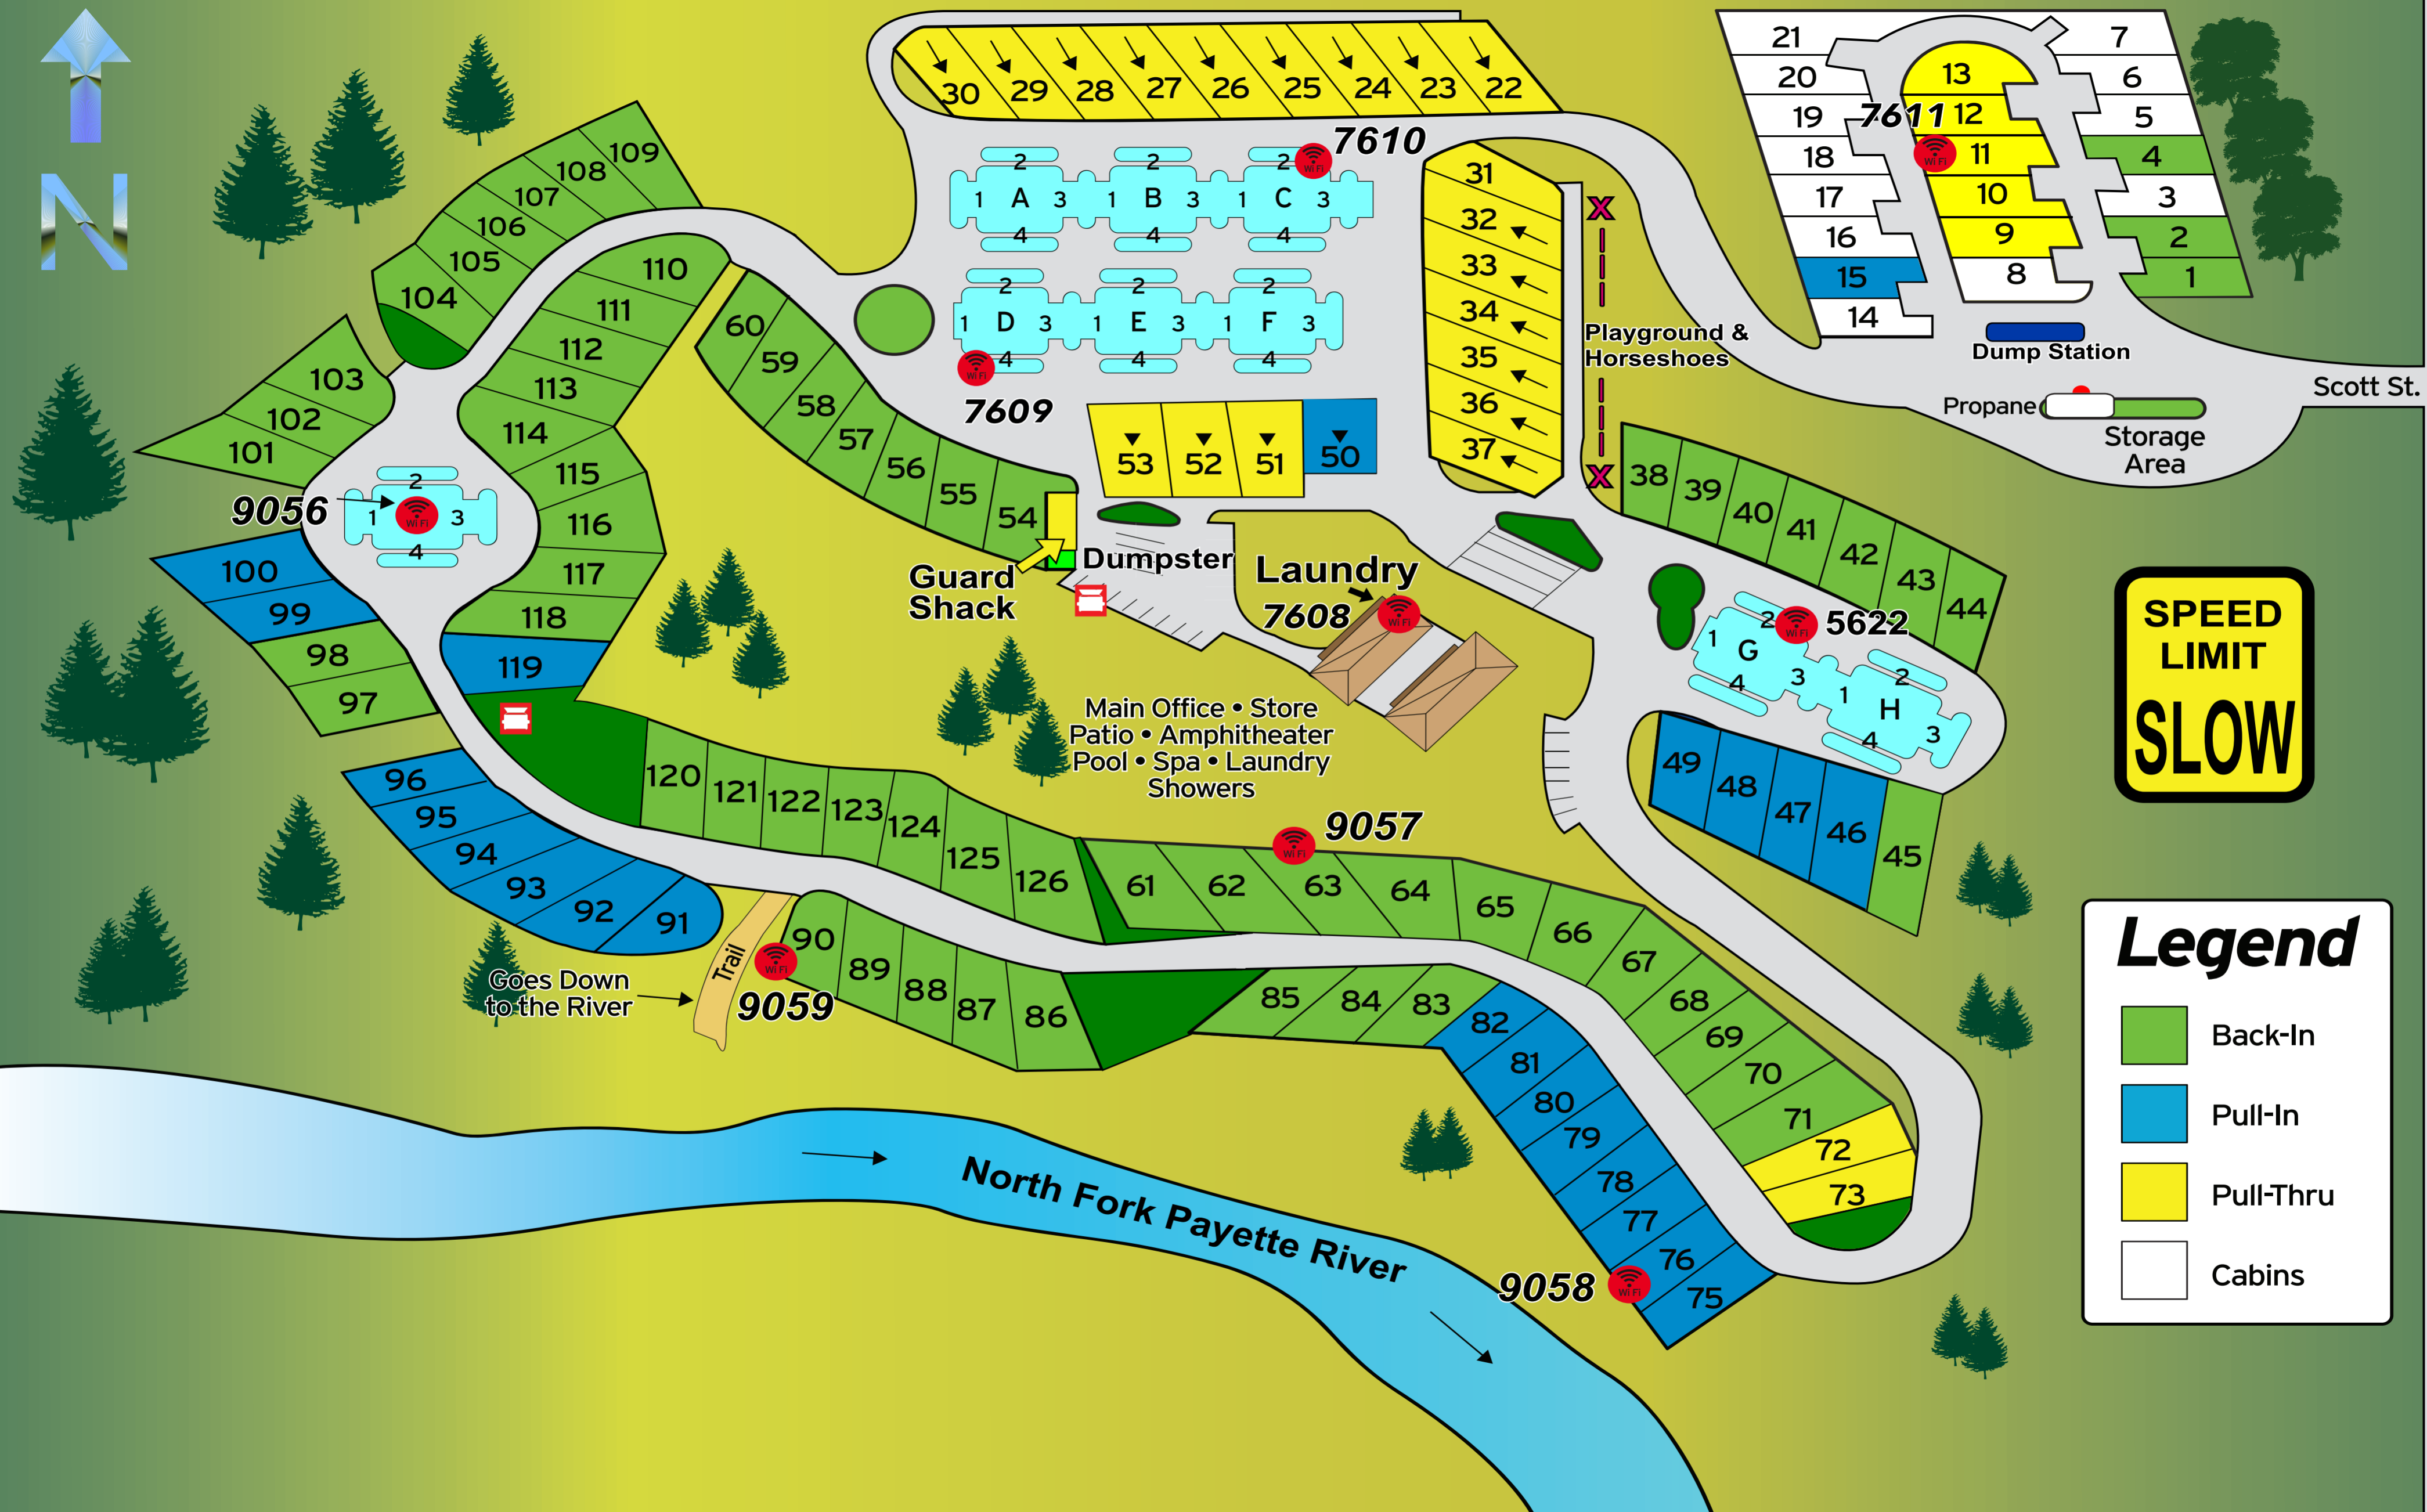 N
30 29 28 27 26 25 24 23 22
7610
2 2 2
1 A 3 1 B 3 1 C 3
4 4 4
WiFi
2 2 2
1 D 3 1 E 3 1 F 3
4 4 4
WiFi
7609
21
20
19
18
17
16
15
14
13
12
11
10
9
8
7611
WiFi
7
6
5
4
3
2
1
Dump Station
Scott St.
Propane
Storage
Area
31
32
33
34
35
36
37
X
Playground &
Horseshoes
X
53 52 51 50
109
108
107
106
105
104
103
102
101
110
111
112
113
114
115
116
117
118
119
2
1 WiFi 3
4
9056
100
99
98
97
60
59
58
57
56
55
54
Guard
Shack
Dumpster
Laundry
7608
WiFi
38 39 40 41 42 43 44
2
1 G 3
4
WiFi
5622
2
1 H 3
4
49 48 47 46 45
Main Office • Store
Patio • Amphitheater
Pool • Spa • Laundry
Showers
SPEED
LIMIT
SLOW
96
95
94
93
92
91
120 121 122 123 124 125 126
9057
WiFi
61 62 63 64 65 66 67 68 69 70 71 72 73
Trail
Goes Down
to the River
WiFi
9059
90 89 88 87 86
85 84 83 82 81 80 79 78 77 76 75
9058
WiFi
North Fork Payette River
Legend
Back-In
Pull-In
Pull-Thru
Cabins